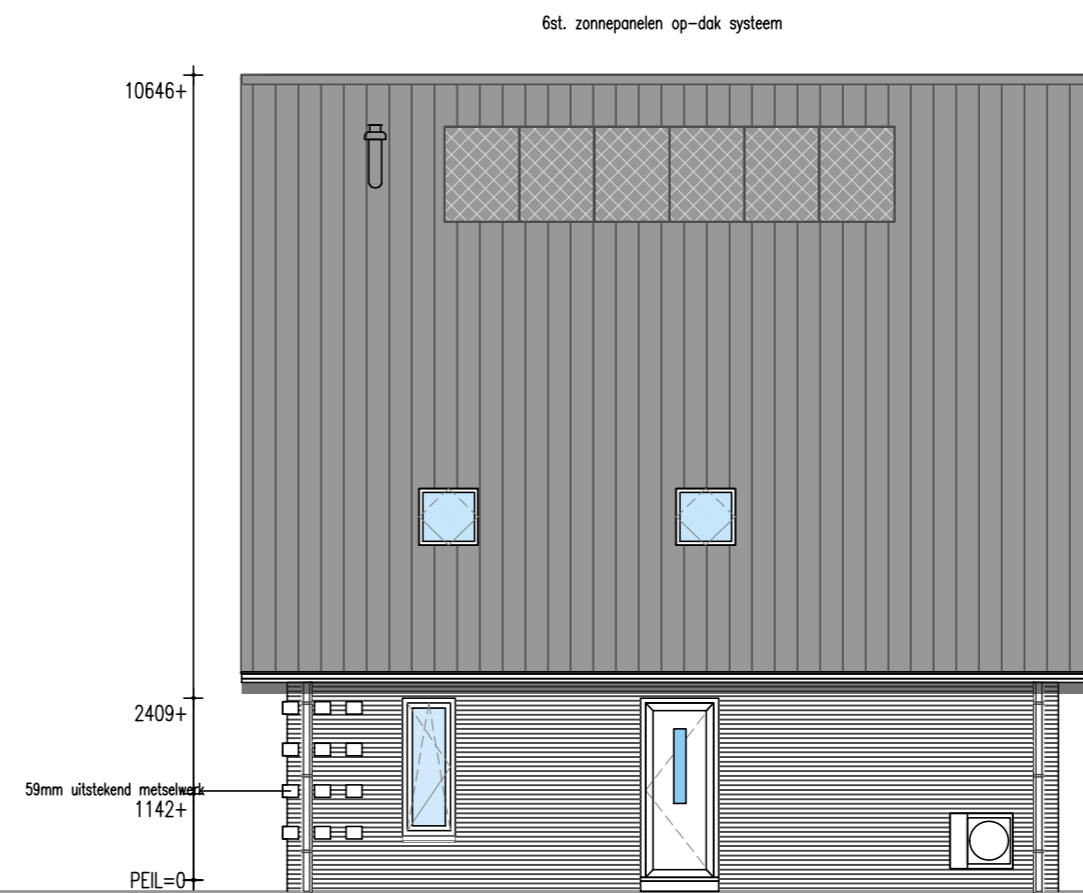 6st. zonnepanelen op-dak systeem
10646+
2409+
59mm uitstekend metselwerk
1142+
PEIL=0